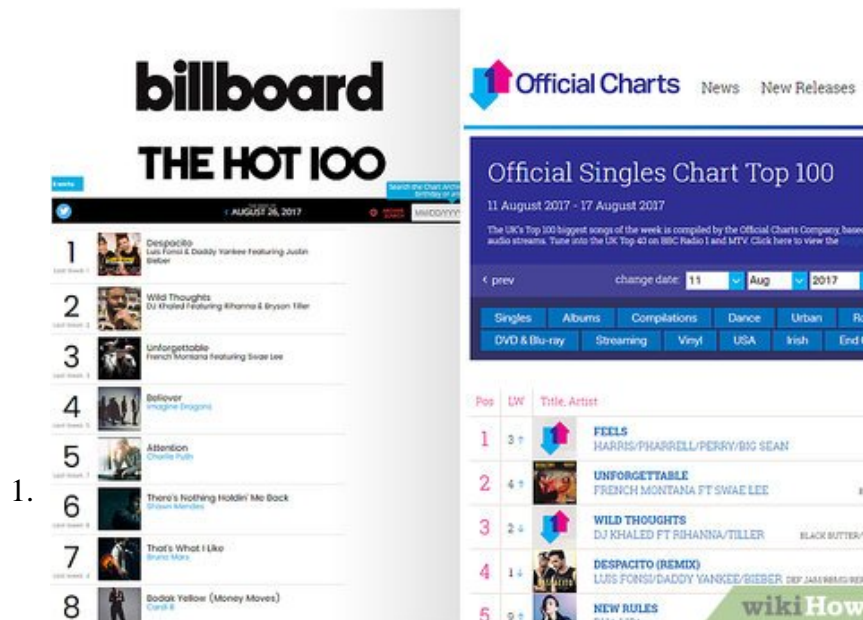 billboard
THE HOT 100
AUGUST 26, 2017
1
Despacito
Luis Fonsi & Daddy Yankee Featuring Justin
Bieber
2
Wild Thoughts
DJ Khaled Featuring Rihanna & Bryson Tiller
3
Unforgettable
French Montana Featuring Swae Lee
4
Believer
Imagine Dragons
5
Attention
Charlie Puth
1.
6
There's Nothing Holdin' Me Back
Shawn Mendes
7
That's What I Like
Bruno Mars
8
Bodak Yellow (Money Moves)
Cardi B
Official Charts News New Releases
Official Singles Chart Top 100
11 August 2017 - 17 August 2017
The UK's Top 100 biggest songs of the week is compiled by the Official Charts Company, based
audio streams. Tune into the UK Top 40 on BBC Radio 1 and MTV. Click here to view the
< prev change date: 11 Aug 2017
Singles Albums Compilations Dance Urban
DVD & Blu-ray Streaming Vinyl USA Irish End
Pos LW Title, Artist
1 3 FEELS
HARRIS/PHARRELL/PERRY/BIG SEAN
2 4 UNFORGETTABLE
FRENCH MONTANA FT SWAE LEE
3 2 WILD THOUGHTS
DJ KHALED FT RIHANNA/TILLER BLACK BUTTER/
4 1 DESPACITO (REMIX)
LUIS FONSI/DADDY YANKEE/BIEBER
5 9 NEW RULES
wikiHow